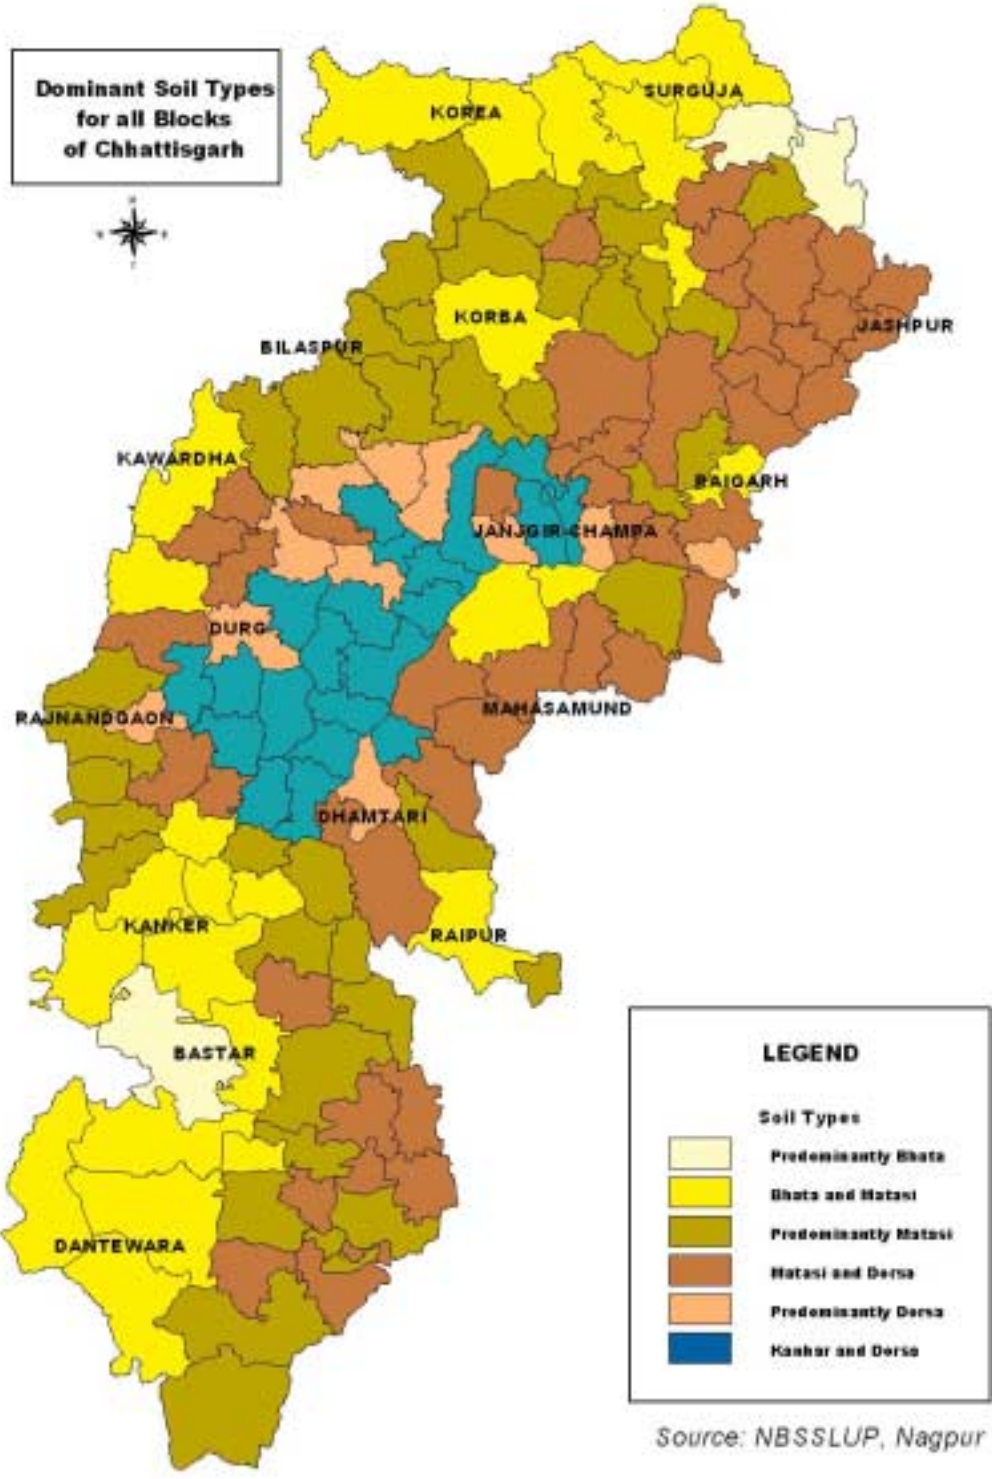 Dominant Soil Types
for all Blocks
of Chhattisgarh
KOREA
SURGUJA
KORBA
JASHPUR
BILASPUR
KAWARDHA
RAIGARH
JANJGIR-CHAMPA
DURG
MAHASAMUND
RAJNANDGAON
DHAMTARI
KANKER
RAIPUR
BASTAR
DANTEWARA
LEGEND
Soil Types
Predominantly Bhata
Bhata and Matasi
Predominantly Matasi
Matasi and Dorsa
Predominantly Dorsa
Kanhar and Dorsa
Source: NBSSLUP, Nagpur